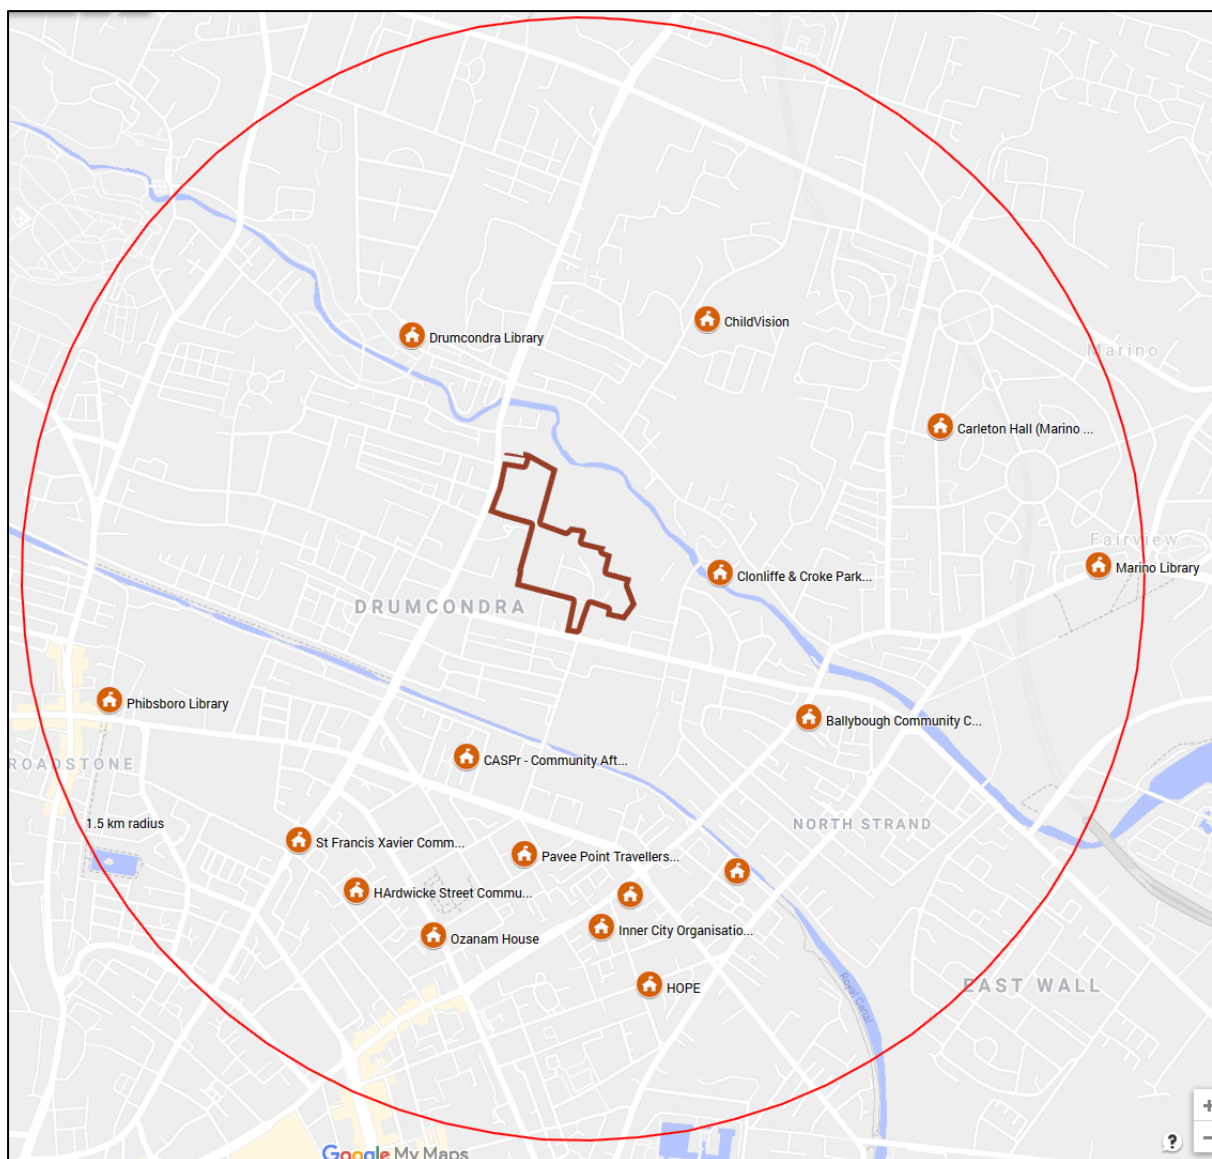 Drumcondra Library
ChildVision
Marino
Carleton Hall (Marino ...
Fairview
Clonliffe & Croke Park...
Marino Library
DRUMCONDRA
Phibsboro Library
Ballybough Community C...
CASPr - Community Aft...
ROADSTONE
1.5 km radius
NORTH STRAND
St Francis Xavier Comm...
Pavee Point Travellers...
HArdwicke Street Commu...
Inner City Organisatio...
Ozanam House
HOPE
EAST WALL
Royal Canal
+
?
−
Google My Maps